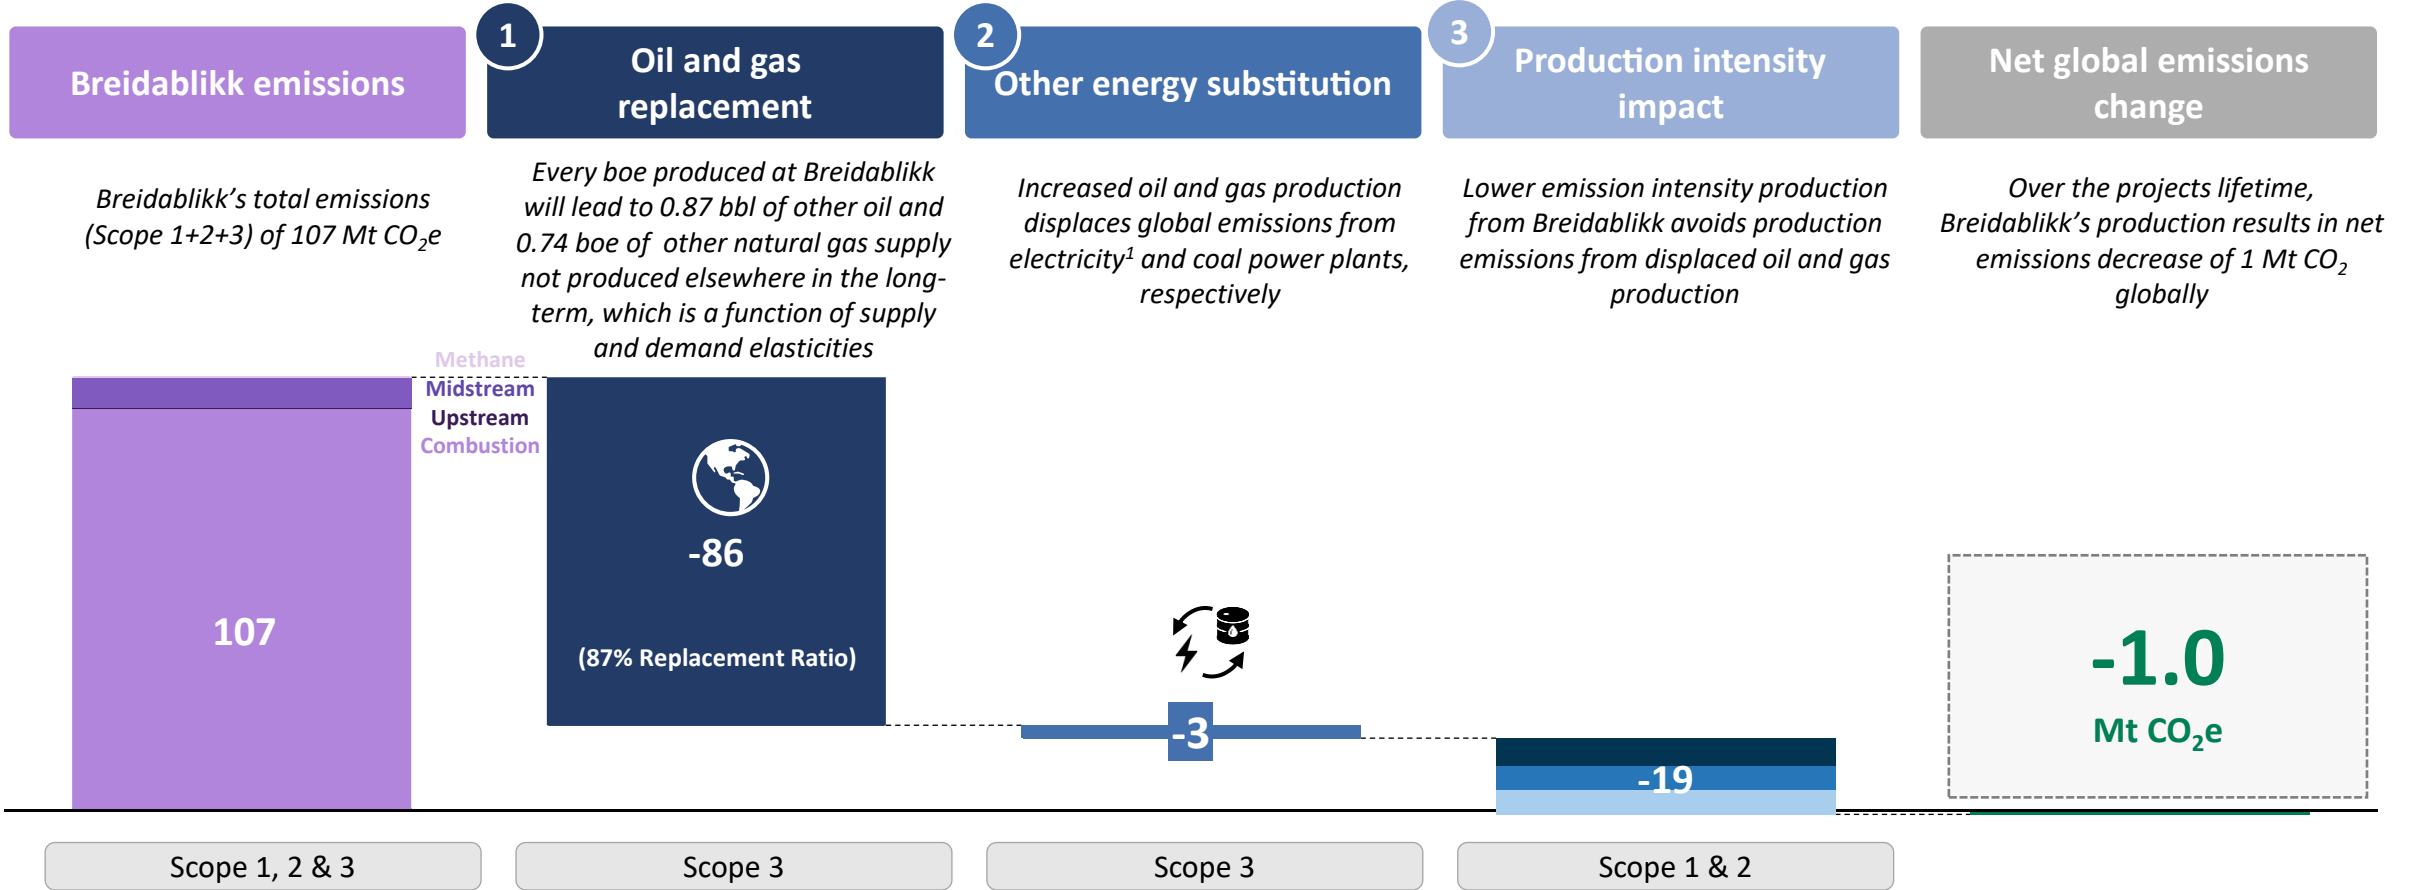 1
2
3
Breidablikk emissions
Oil and gas
replacement
Other energy substitution
Production intensity
impact
Net global emissions
change
Breidablikk's total emissions
(Scope 1+2+3) of 107 Mt CO₂e
Every boe produced at Breidablikk
will lead to 0.87 bbl of other oil and
0.74 boe of other natural gas supply
not produced elsewhere in the long-
term, which is a function of supply
and demand elasticities
Increased oil and gas production
displaces global emissions from
electricity¹ and coal power plants,
respectively
Lower emission intensity production
from Breidablikk avoids production
emissions from displaced oil and gas
production
Over the projects lifetime,
Breidablikk's production results in net
emissions decrease of 1 Mt CO₂
globally
Methane
Midstream
Upstream
Combustion
107
-86
(87% Replacement Ratio)
-3
-19
-1.0
Mt CO₂e
Scope 1, 2 & 3
Scope 3
Scope 3
Scope 1 & 2